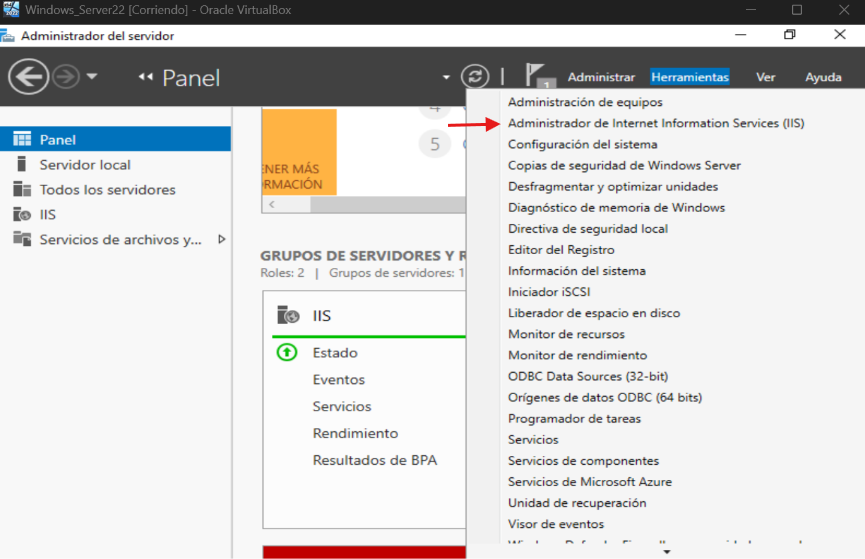 Windows_Server22 [Corriendo] - Oracle VirtualBox
Administrador del servidor
Panel
1
Administrar
Herramientas
Ver
Ayuda
Panel
Servidor local
Todos los servidores
IIS
Servicios de archivos y...
4
5
ENER MÁS
RMACIÓN
GRUPOS DE SERVIDORES Y R
Roles: 2 | Grupos de servidores: 1
IIS
Estado
Eventos
Servicios
Rendimiento
Resultados de BPA
Administración de equipos
Administrador de Internet Information Services (IIS)
Configuración del sistema
Copias de seguridad de Windows Server
Desfragmentar y optimizar unidades
Diagnóstico de memoria de Windows
Directiva de seguridad local
Editor del Registro
Información del sistema
Iniciador iSCSI
Liberador de espacio en disco
Monitor de recursos
Monitor de rendimiento
ODBC Data Sources (32-bit)
Orígenes de datos ODBC (64 bits)
Programador de tareas
Servicios
Servicios de componentes
Servicios de Microsoft Azure
Unidad de recuperación
Visor de eventos